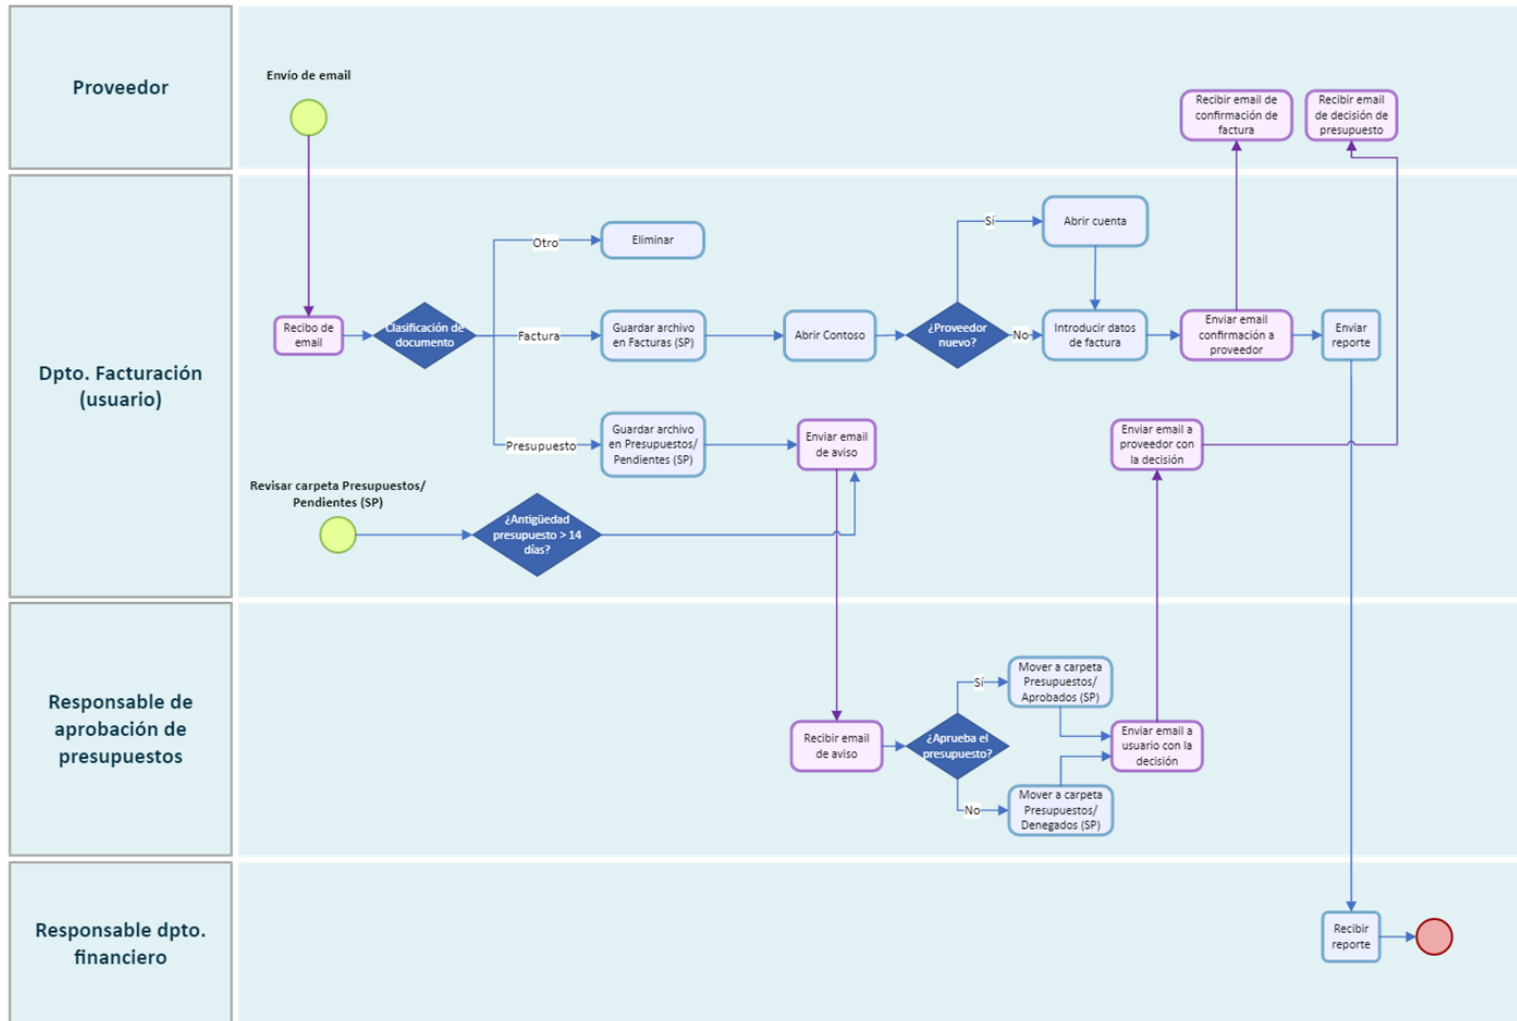 Proveedor
Envío de email
Recibir email de
confirmación de
factura
Recibir email
de decisión de
presupuesto
Dpto. Facturación
(usuario)
Recibo de
email
Clasificación de
documento
Otro
Eliminar
Factura
Guardar archivo
en Facturas (SP)
Abrir Contoso
¿Proveedor
nuevo?
Sí
Abrir cuenta
No
Introducir datos
de factura
Enviar email
confirmación a
proveedor
Enviar
reporte
Presupuesto
Guardar archivo
en Presupuestos/
Pendientes (SP)
Enviar email
de aviso
Enviar email a
proveedor con
la decisión
Revisar carpeta Presupuestos/
Pendientes (SP)
¿Antigüedad
presupuesto > 14
días?
Responsable de
aprobación de
presupuestos
Recibir email
de aviso
¿Aprueba el
presupuesto?
Sí
Mover a carpeta
Presupuestos/
Aprobados (SP)
No
Mover a carpeta
Presupuestos/
Denegados (SP)
Enviar email a
usuario con la
decisión
Responsable dpto.
financiero
Recibir
reporte